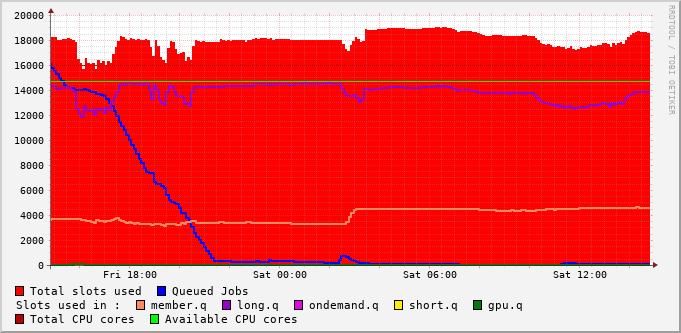 20000
18000
16000
14000
12000
10000
8000
6000
4000
2000
0
Fri 18:00 Sat 00:00 Sat 06:00 Sat 12:00
RRDTOOL / TOBI OETIKER
Total slots used Queued Jobs
Slots used in : member.q long.q ondemand.q short.q gpu.q
Total CPU cores Available CPU cores